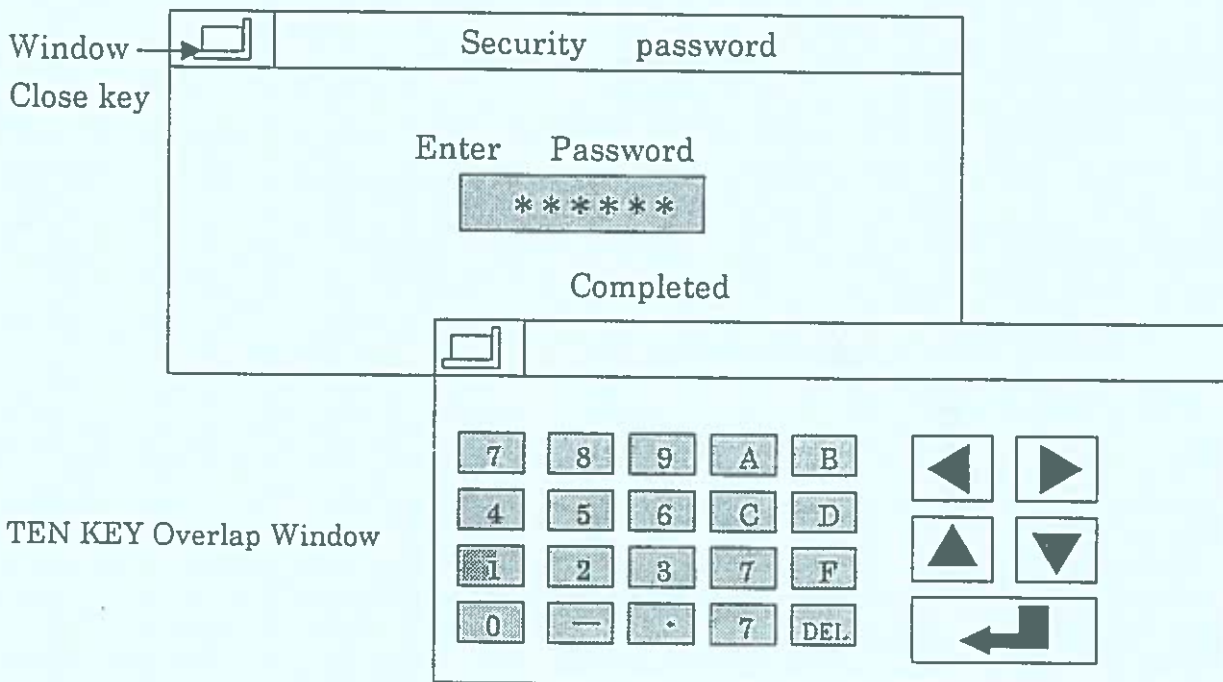 Window
Close key
Security password
Enter Password
******
Completed
TEN KEY Overlap Window
7 8 9 A B
4 5 6 C D
1 2 3 7 F
0 — · 7 DEL